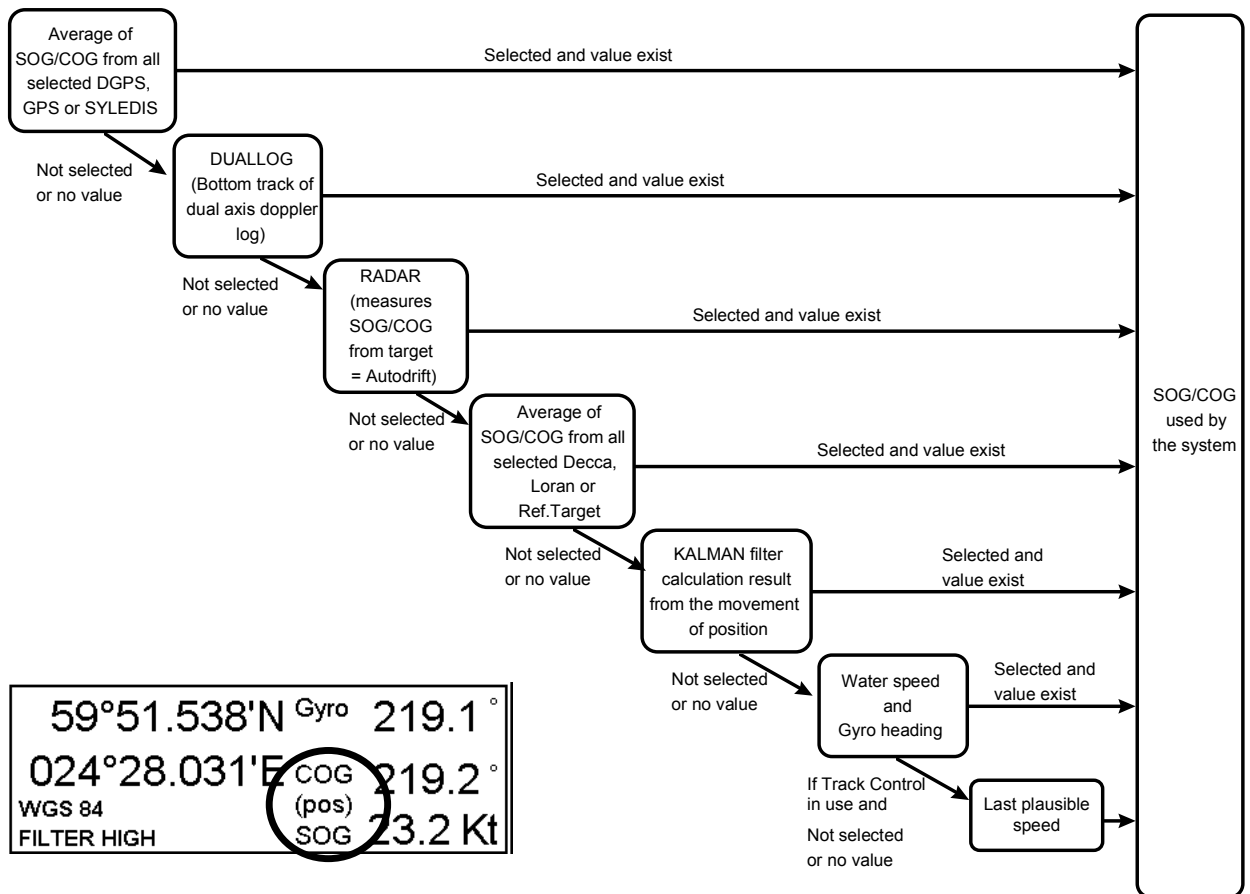 Average of
SOG/COG from all
selected DGPS,
GPS or SYLEDIS
Selected and value exist
Not selected
or no value
DUALLOG
(Bottom track of
dual axis doppler
log)
Selected and value exist
Not selected
or no value
RADAR
(measures
SOG/COG
from target
= Autodrift)
Selected and value exist
Not selected
or no value
Average of
SOG/COG from all
selected Decca,
Loran or
Ref.Target
Selected and value exist
SOG/COG
used by
the system
Not selected
or no value
KALMAN filter
calculation result
from the movement
of position
Selected and
value exist
Not selected
or no value
Water speed
and
Gyro heading
Selected and
value exist
If Track Control
in use and
Not selected
or no value
Last plausible
speed
59°51.538'N Gyro 219.1°
024°28.031'E COG 219.2°
WGS 84 (pos)
FILTER HIGH SOG 23.2 Kt